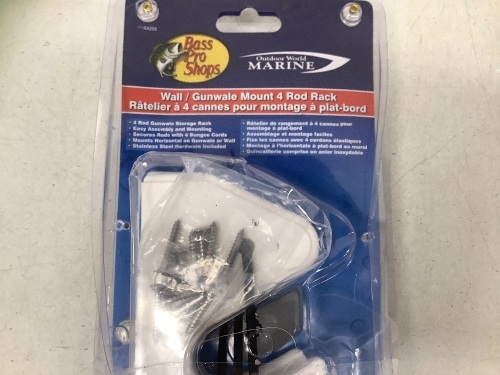 Bass
Pro
Shops
Outdoor World
MARINE
Wall / Gunwale Mount 4 Rod Rack
Râtelier à 4 cannes pour montage à plat-bord
• 4 Rod Gunwale Storage Rack
• Easy Assembly and Mounting
• Secures Rods with 4 Bungee Cords
• Mounts Horizontal on Gunwale or Wall
• Stainless Steel Hardware Included
• Râtelier de rangement à 4 cannes pour
montage à plat-bord
• Assemblage et montage faciles
• Fixe les cannes avec 4 cordons élastiques
• Montage à l'horizontale à plat-bord au mural
• Quincaillerie comprise en acier inoxydable